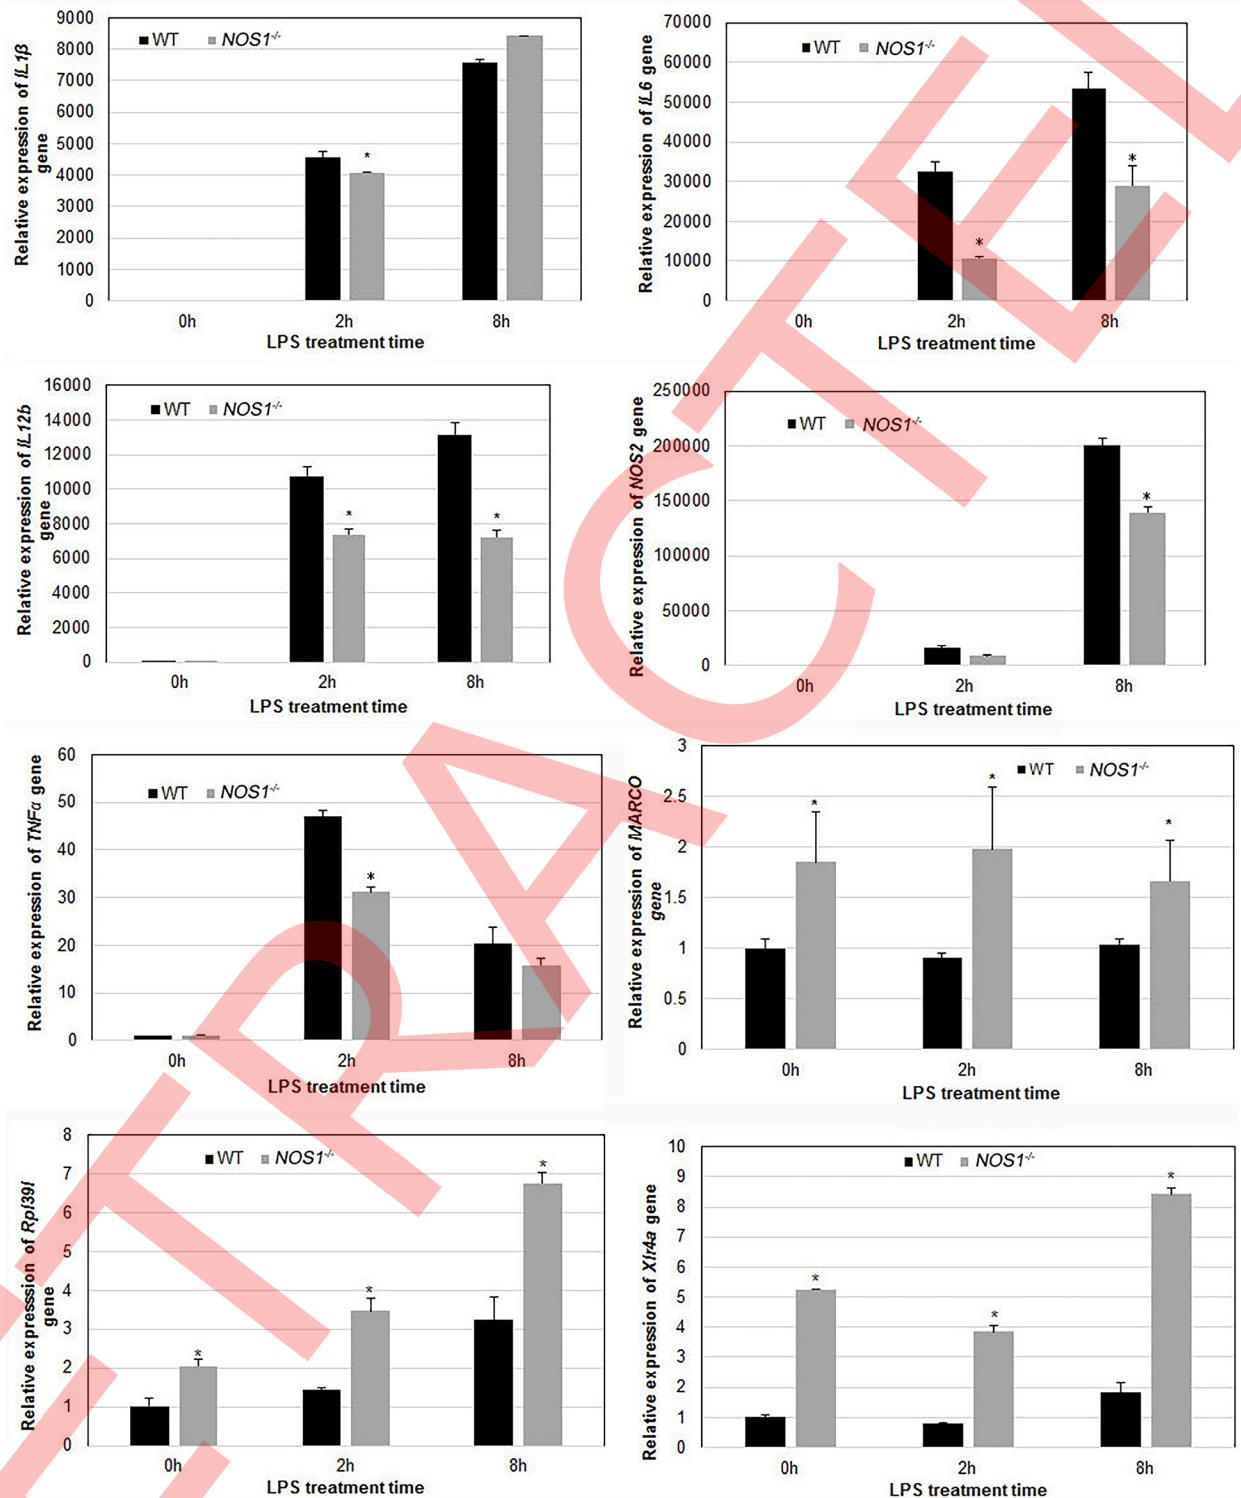 Relative expression of IL1β
gene
9000
8000
7000
6000
5000
4000
3000
2000
1000
0
WT NOS1-/-
*
0h 2h 8h
LPS treatment time
Relative expression of IL6 gene
70000
60000
50000
40000
30000
20000
10000
0
WT NOS1-/-
*
*
0h 2h 8h
LPS treatment time
Relative expression of IL12b
gene
16000
14000
12000
10000
8000
6000
4000
2000
0
WT NOS1-/-
* *
0h 2h 8h
LPS treatment time
Relative expression of NOS2 gene
250000
200000
150000
100000
50000
0
WT NOS1-/-
*
0h 2h 8h
LPS treatment time
Relative expression of TNFα gene
60
50
40
30
20
10
0
WT NOS1-/-
*
0h 2h 8h
LPS treatment time
Relative expression of MARCO
gene
3
2.5
2
1.5
1
0.5
0
WT NOS1-/-
* * *
0h 2h 8h
LPS treatment time
Relative expresssion of Rpl39l
gene
8
7
6
5
4
3
2
1
0
WT NOS1-/-
* * *
0h 2h 8h
LPS treatment time
Relative expression of Xlr4a gene
10
9
8
7
6
5
4
3
2
1
0
WT NOS1-/-
* * *
0h 2h 8h
LPS treatment time